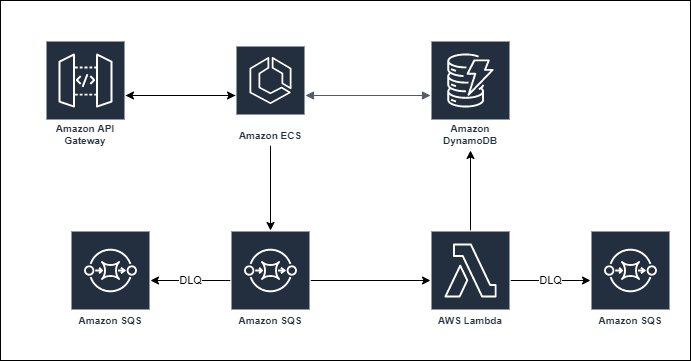 </>
Amazon API
Gateway
Amazon ECS
Amazon
DynamoDB
DLQ
DLQ
Amazon SQS
Amazon SQS
AWS Lambda
Amazon SQS